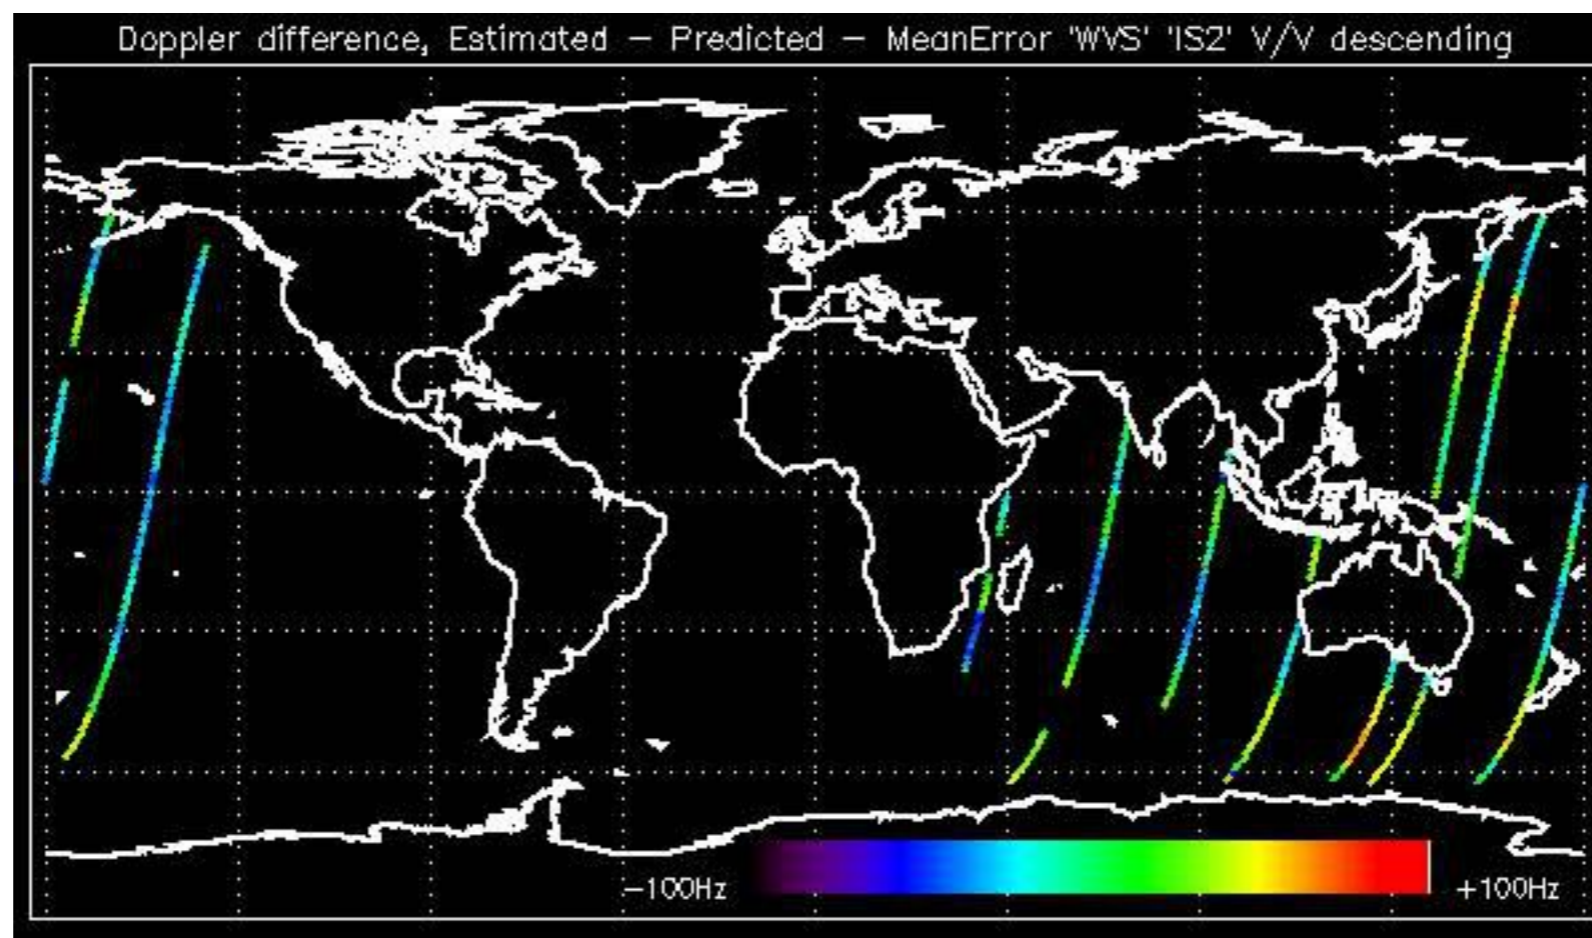 Doppler difference, Estimated – Predicted – MeanError 'WVS' 'IS2' V/V descending
–100Hz +100Hz